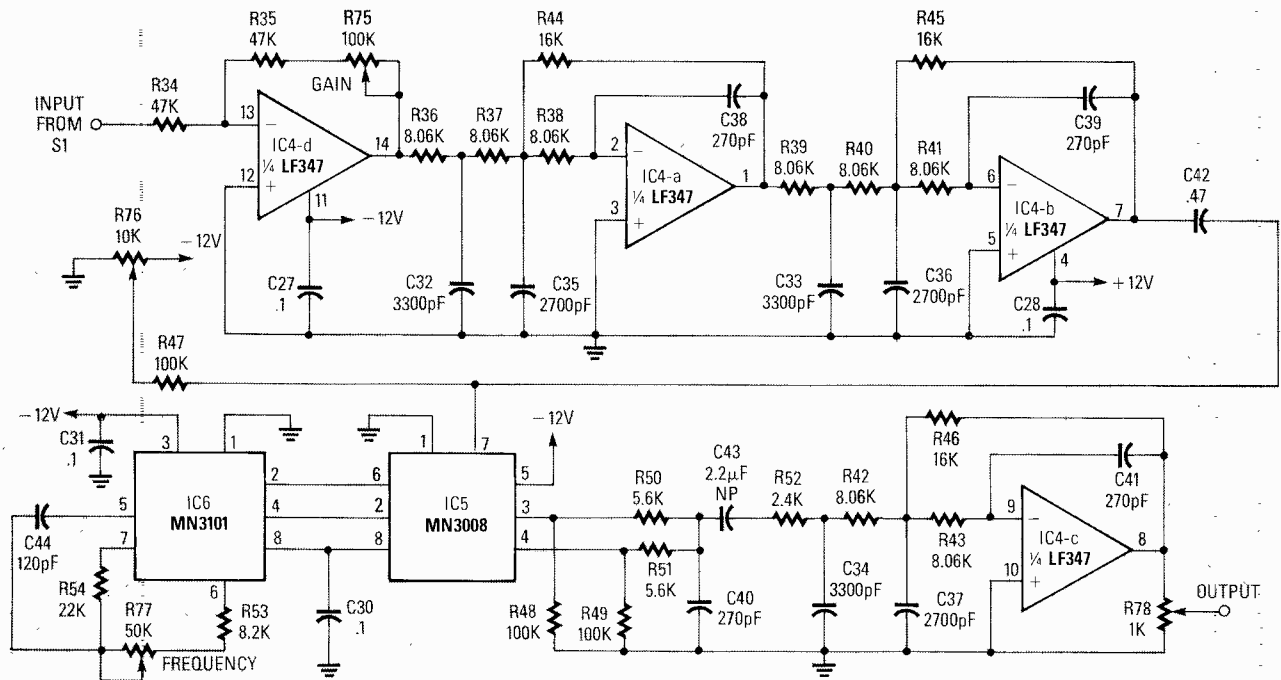 R35
47K
R75
100K
GAIN
R34
47K
INPUT
FROM
S1
13
−
12
+
14
11
IC4-d
¼ LF347
−12V
R76
10K
−12V
C27
.1
R36
8.06K
R37
8.06K
R38
8.06K
C32
3300pF
C35
2700pF
R44
16K
C38
270pF
2
−
3
+
1
IC4-a
¼ LF347
R39
8.06K
R40
8.06K
R41
8.06K
C33
3300pF
C36
2700pF
R45
16K
C39
270pF
6
−
5
+
7
4
IC4-b
¼ LF347
+12V
C28
.1
C42
.47
R47
100K
−12V
C31
.1
3
1
IC6
MN3101
5
7
6
2
4
8
C44
120pF
R54
22K
R77
50K
FREQUENCY
R53
8.2K
C30
.1
1
7
−12V
6
2
8
IC5
MN3008
5
3
4
R50
5.6K
R51
5.6K
R48
100K
R49
100K
C40
270pF
C43
2.2µF
NP
R52
2.4K
R42
8.06K
R43
8.06K
C34
3300pF
C37
2700pF
R46
16K
C41
270pF
9
−
10
+
8
IC4-c
¼ LF347
R78
1K
OUTPUT